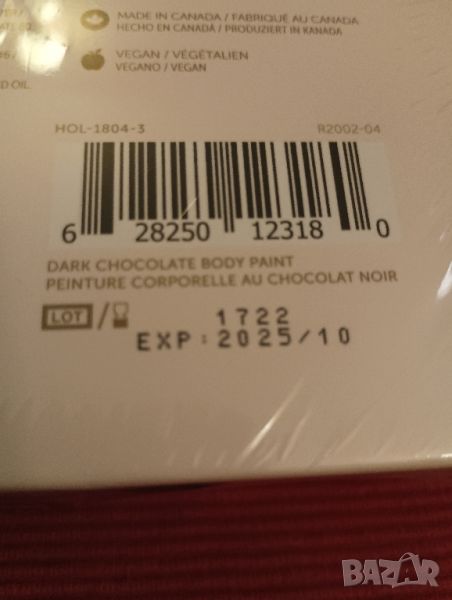 MADE IN CANADA / FABRIQUÉ AU CANADA
HECHO EN CANADÁ / PRODUZIERT IN KANADA
VEGAN / VÉGÉTALIEN
VEGANO / VEGAN
OIL.
HOL-1804-3 R2002-04
6 28250 12318 0
DARK CHOCOLATE BODY PAINT
PEINTURE CORPORELLE AU CHOCOLAT NOIR
LOT / 1722
EXP: 2025/10
BAZAR